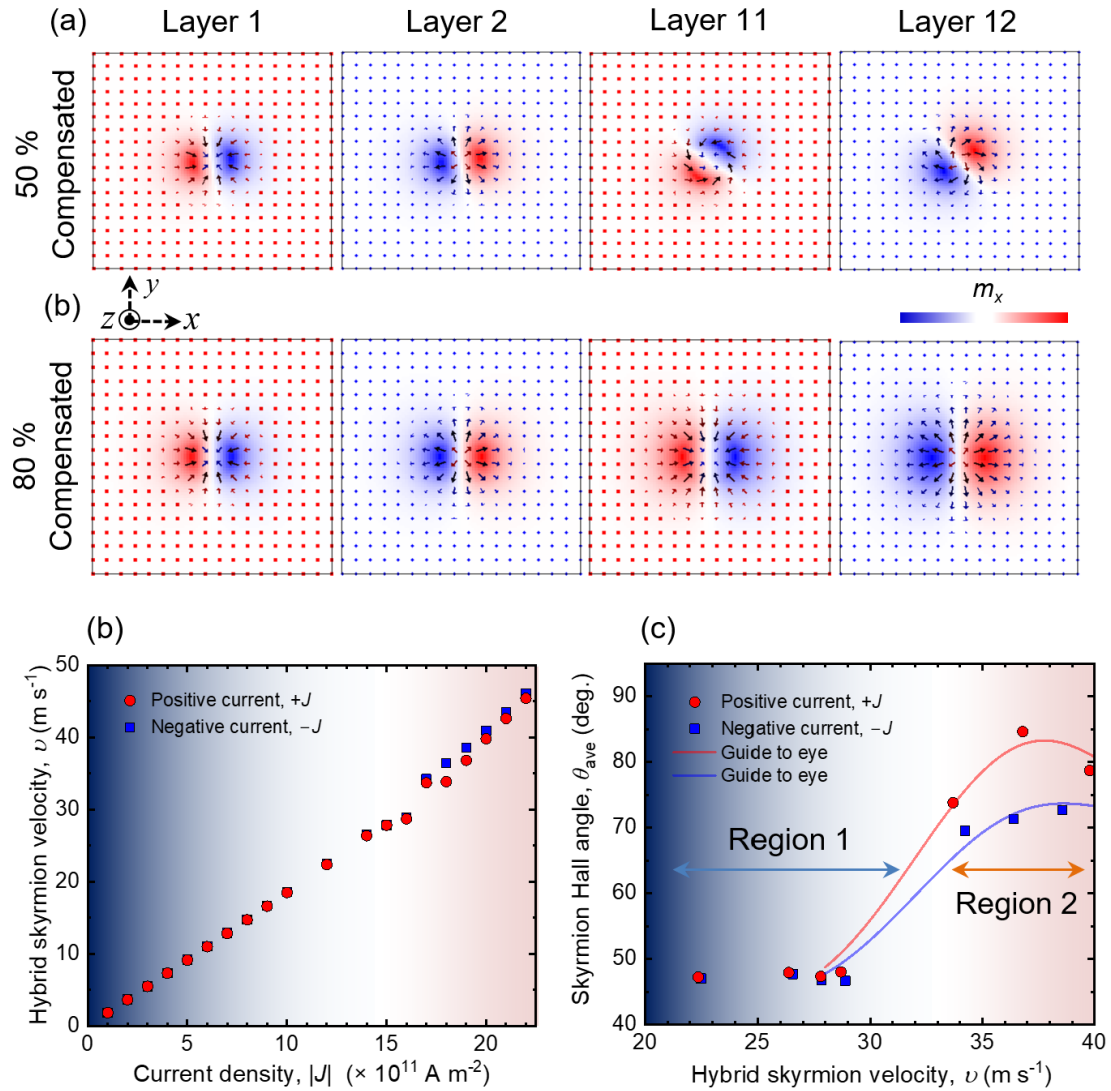 (a)
Layer 1
Layer 2
Layer 11
Layer 12
50 %
Compensated
y
z
x
(b)
mx
80 %
Compensated
(b)
50
40
30
20
10
0
Hybrid skyrmion velocity, υ (m s⁻¹)
Positive current, +J
Negative current, −J
0
5
10
15
20
Current density, |J| (× 10¹¹ A m⁻²)
(c)
90
80
70
60
50
40
Skyrmion Hall angle, θave (deg.)
Positive current, +J
Negative current, −J
Guide to eye
Guide to eye
Region 1
Region 2
20
25
30
35
40
Hybrid skyrmion velocity, υ (m s⁻¹)